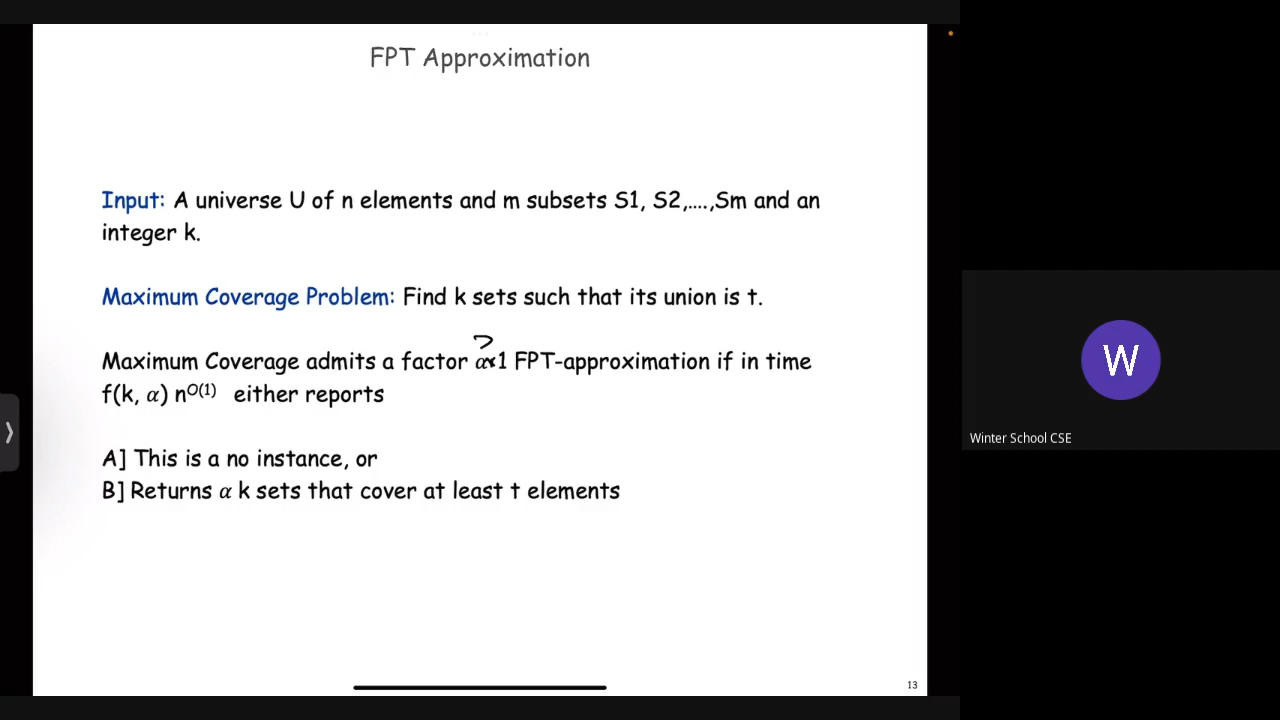 FPT Approximation
Input: A universe U of n elements and m subsets S1, S2,....,Sm and an
integer k.
Maximum Coverage Problem: Find k sets such that its union is t.
>
Maximum Coverage admits a factor α<1 FPT-approximation if in time
f(k, α) n^O(1) either reports
A] This is a no instance, or
B] Returns α k sets that cover at least t elements
13
W
Winter School CSE